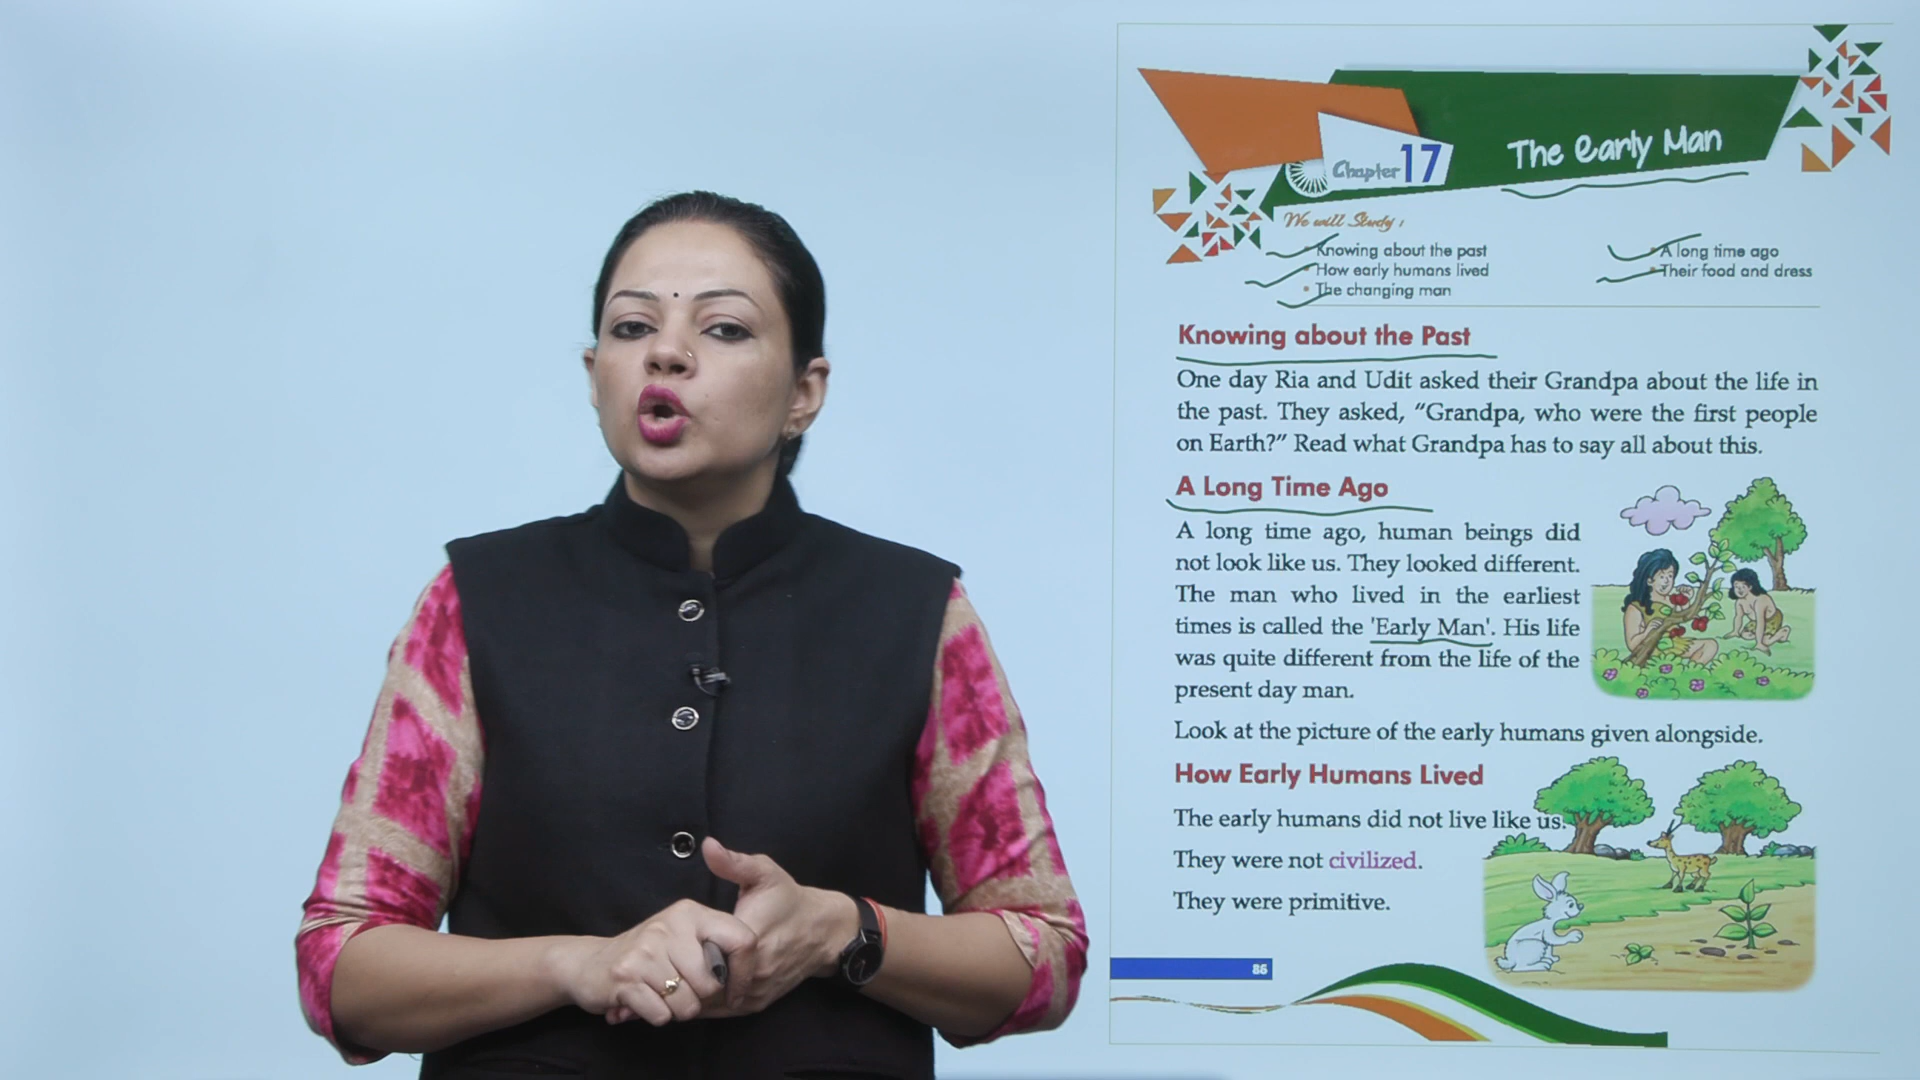 Chapter 17
The Early Man
We will Study :
• Knowing about the past
• A long time ago
• How early humans lived
• Their food and dress
• The changing man
Knowing about the Past
One day Ria and Udit asked their Grandpa about the life in
the past. They asked, “Grandpa, who were the first people
on Earth?” Read what Grandpa has to say all about this.
A Long Time Ago
A long time ago, human beings did
not look like us. They looked different.
The man who lived in the earliest
times is called the 'Early Man'. His life
was quite different from the life of the
present day man.
Look at the picture of the early humans given alongside.
How Early Humans Lived
The early humans did not live like us.
They were not civilized.
They were primitive.
86